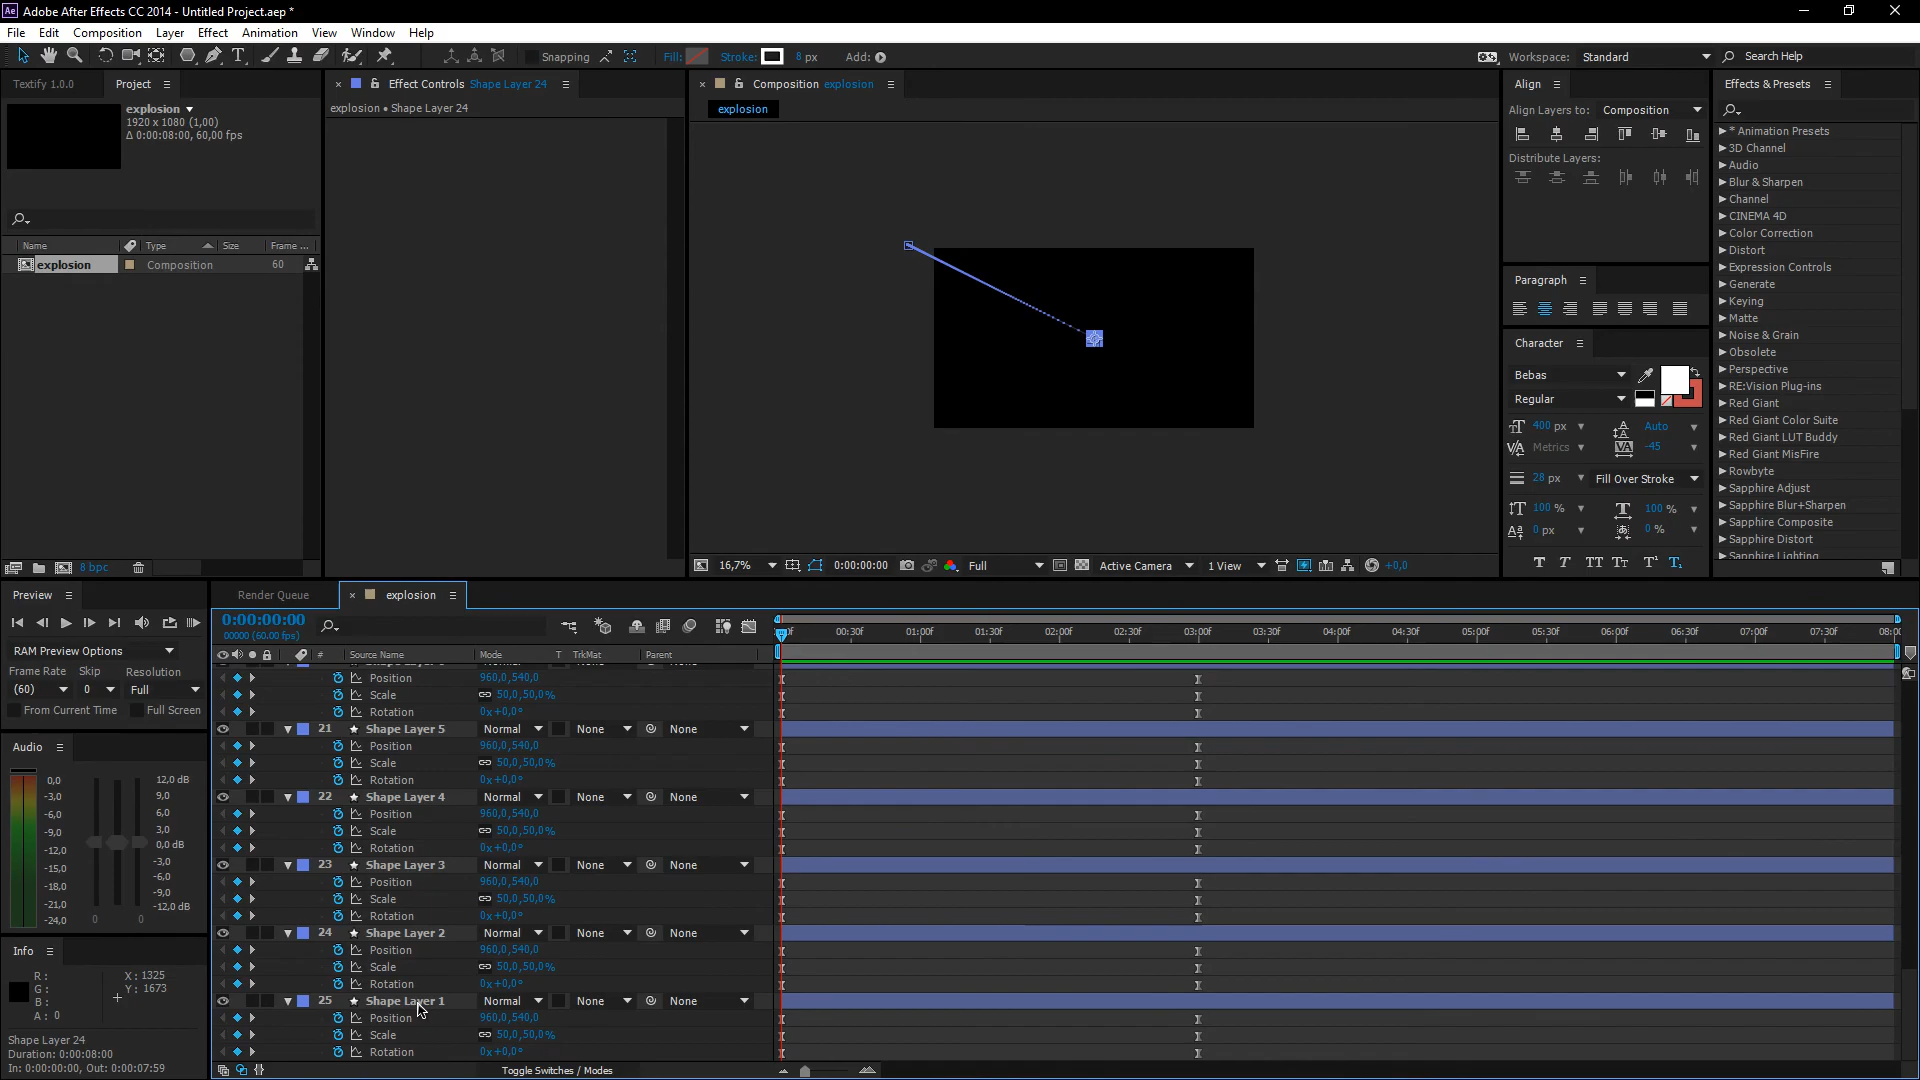 Adobe After Effects CC 2014 - Untitled Project.aep *
File Edit Composition Layer Effect Animation View Window Help
Snapping Fill: Stroke: 8 px Add: Workspace: Standard Search Help
Textify 1.0.0 Project
explosion
1920 x 1080 (1,00)
Δ 0:00:08:00, 60,00 fps
Name Type Size Frame ...
explosion Composition 60
8 bpc
Effect Controls Shape Layer 24
explosion • Shape Layer 24
Composition explosion
explosion
16,7% 0:00:00:00 Full Active Camera 1 View +0,0
Align
Align Layers to: Composition
Distribute Layers:
Paragraph
Character
Bebas
Regular
400 px Auto
Metrics -45
28 px Fill Over Stroke
100 % 100 %
0 px 0 %
Effects & Presets
* Animation Presets
3D Channel
Audio
Blur & Sharpen
Channel
CINEMA 4D
Color Correction
Distort
Expression Controls
Generate
Keying
Matte
Noise & Grain
Obsolete
Perspective
RE:Vision Plug-ins
Red Giant
Red Giant Color Suite
Red Giant LUT Buddy
Red Giant MisFire
Rowbyte
Sapphire Adjust
Sapphire Blur+Sharpen
Sapphire Composite
Sapphire Distort
Sapphire Lighting
Preview
RAM Preview Options
Frame Rate Skip Resolution
(60) 0 Full
From Current Time Full Screen
Audio
0,0 12,0 dB
-3,0 9,0
-6,0 6,0
-9,0 3,0
-12,0 0,0 dB
-15,0 -3,0
-18,0 -6,0
-21,0 -9,0
-24,0 -12,0 dB
0 0
Info
R : X : 1325
G : Y : 1673
B :
A : 0
Shape Layer 24
Duration: 0:00:08:00
In: 0:00:00:00, Out: 0:00:07:59
Render Queue explosion
0:00:00:00
00000 (60.00 fps)
00:30f 01:00f 01:30f 02:00f 02:30f 03:00f 03:30f 04:00f 04:30f 05:00f 05:30f 06:00f 06:30f 07:00f 07:30f 08:00
# Source Name Mode T TrkMat Parent
Position 960,0,540,0
Scale 50,0,50,0%
Rotation 0x+0,0°
21 Shape Layer 5 Normal None None
Position 960,0,540,0
Scale 50,0,50,0%
Rotation 0x+0,0°
22 Shape Layer 4 Normal None None
Position 960,0,540,0
Scale 50,0,50,0%
Rotation 0x+0,0°
23 Shape Layer 3 Normal None None
Position 960,0,540,0
Scale 50,0,50,0%
Rotation 0x+0,0°
24 Shape Layer 2 Normal None None
Position 960,0,540,0
Scale 50,0,50,0%
Rotation 0x+0,0°
25 Shape Layer 1 Normal None None
Position 960,0,540,0
Scale 50,0,50,0%
Rotation 0x+0,0°
Toggle Switches / Modes